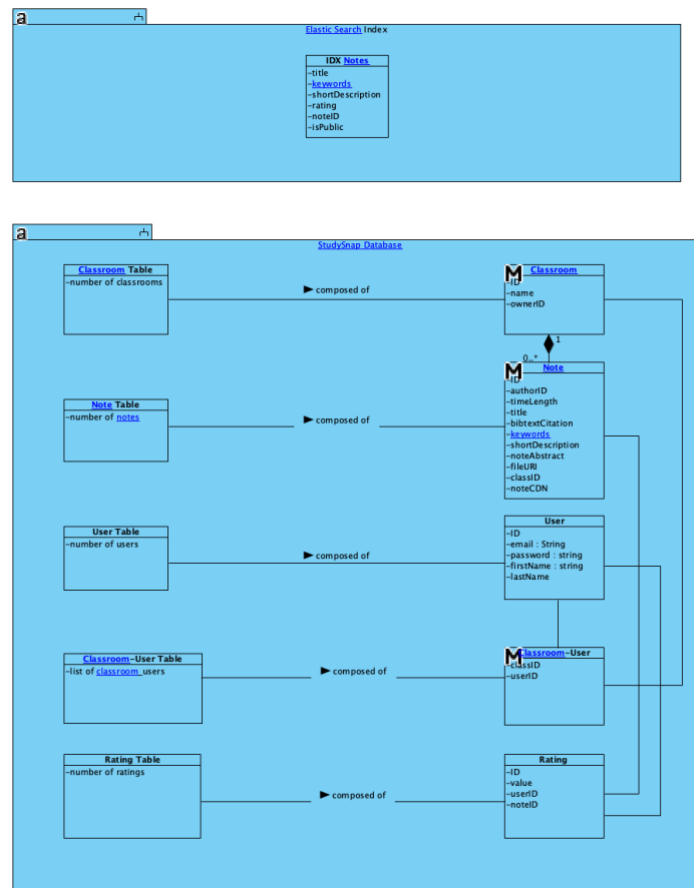 a
Elastic Search Index
IDX Notes
-title
-keywords
-shortDescription
-rating
-noteID
-isPublic
a
StudySnap Database
Classroom Table
-number of classrooms
composed of
M Classroom
-ID
-name
-ownerID
1
0..*
Note Table
-number of notes
composed of
M Note
-ID
-authorID
-timeLength
-title
-bibtextCitation
-keywords
-shortDescription
-noteAbstract
-fileURI
-classID
-noteCDN
User Table
-number of users
composed of
User
-ID
-email : String
-password : string
-firstName : string
-lastName
Classroom-User Table
-list of classroom users
composed of
M Classroom-User
-classID
-userID
Rating Table
-number of ratings
composed of
Rating
-ID
-value
-userID
-noteID